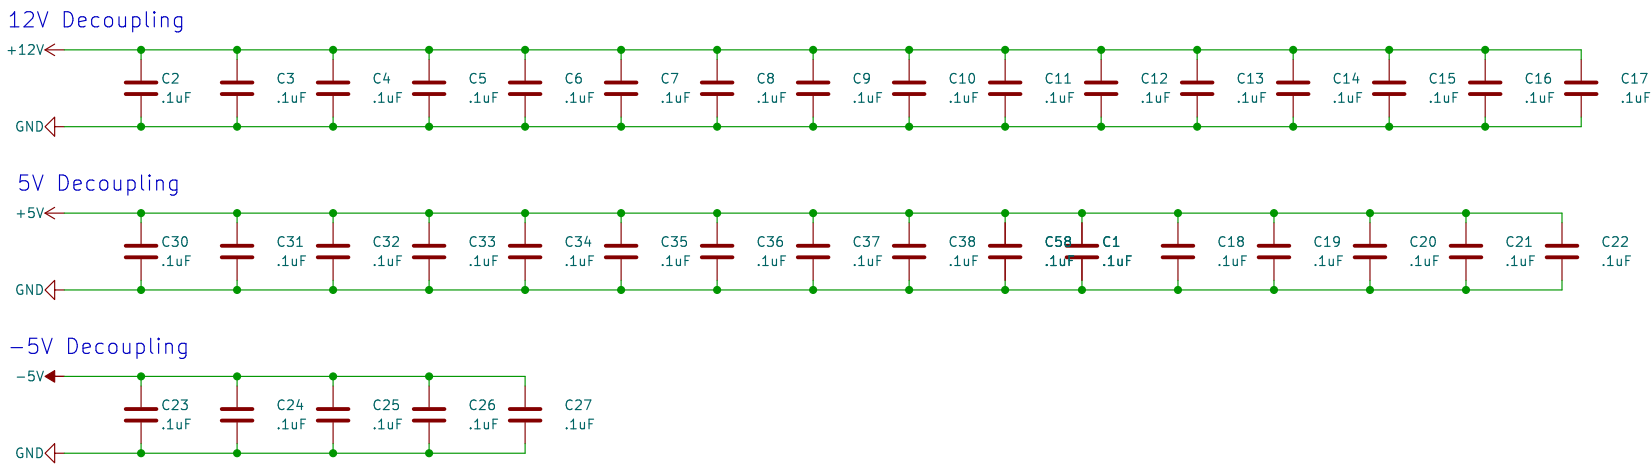 12V Decoupling
+12V
C2 C3 C4 C5 C6 C7 C8 C9 C10 C11 C12 C13 C14 C15 C16 C17
.1uF .1uF .1uF .1uF .1uF .1uF .1uF .1uF .1uF .1uF .1uF .1uF .1uF .1uF .1uF .1uF
GND
5V Decoupling
+5V
C30 C31 C32 C33 C34 C35 C36 C37 C38 C58 C1 C18 C19 C20 C21 C22
.1uF .1uF .1uF .1uF .1uF .1uF .1uF .1uF .1uF .1uF .1uF .1uF .1uF .1uF .1uF .1uF
GND
-5V Decoupling
-5V
C23 C24 C25 C26 C27
.1uF .1uF .1uF .1uF .1uF
GND